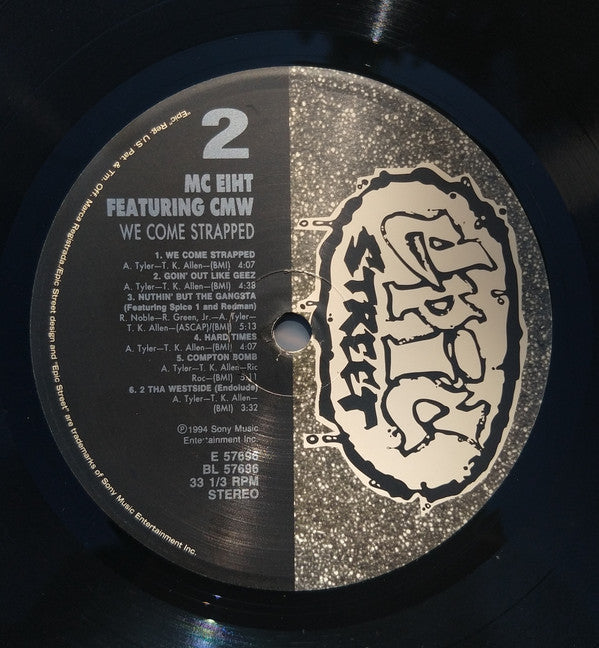 2
MC EIHT
FEATURING CMW
WE COME STRAPPED
1. WE COME STRAPPED
A. Tyler–T. K. Allen–(BMI) 4:07
2. GOIN' OUT LIKE GEEZ
A. Tyler–T. K. Allen–(BMI) 4:38
3. NUTHIN' BUT THE GANGSTA
(Featuring Spice 1 and Redman)
R. Noble–R. Green, Jr.–A. Tyler–
T. K. Allen–(ASCAP)/(BMI) 5:13
4. HARD TIMES
A. Tyler–T. K. Allen–(BMI) 4:07
5. COMPTON BOMB
A. Tyler–T. K. Allen–Ric
Roc–(BMI) :11
6. 2 THA WESTSIDE (Endolude)
A. Tyler–T. K. Allen–
(BMI) 3:32
Ⓟ1994 Sony Music
Entertainment Inc.
E 57696
BL 57696
33 1/3 RPM
STEREO
"Epic" Reg. U.S. Pat. & Tm. Off. Marca Registrada/Epic Street design and "Epic Street" are trademarks of Sony Music Entertainment Inc.
EPIC
STREET